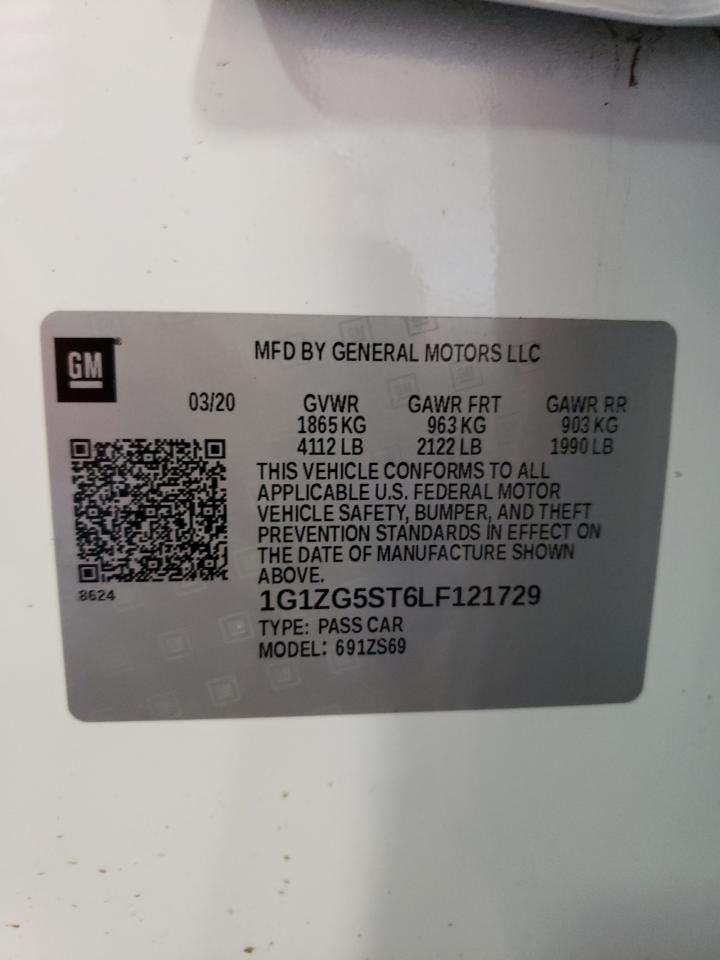 GM
MFD BY GENERAL MOTORS LLC
03/20 GVWR GAWR FRT GAWR RR
1865 KG 963 KG 903 KG
4112 LB 2122 LB 1990 LB
THIS VEHICLE CONFORMS TO ALL
APPLICABLE U.S. FEDERAL MOTOR
VEHICLE SAFETY, BUMPER, AND THEFT
PREVENTION STANDARDS IN EFFECT ON
THE DATE OF MANUFACTURE SHOWN
ABOVE.
8624
1G1ZG5ST6LF121729
TYPE: PASS CAR
MODEL: 691ZS69